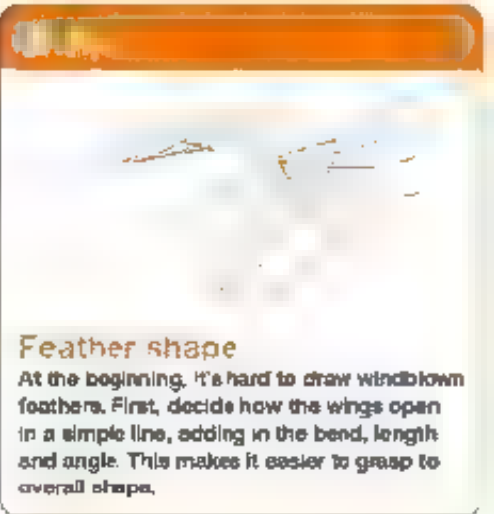 Feather shape
At the beginning, it's hard to draw windblown
feathers. First, decide how the wings open
in a simple line, adding in the bend, length
and angle. This makes it easier to grasp to
overall shape.